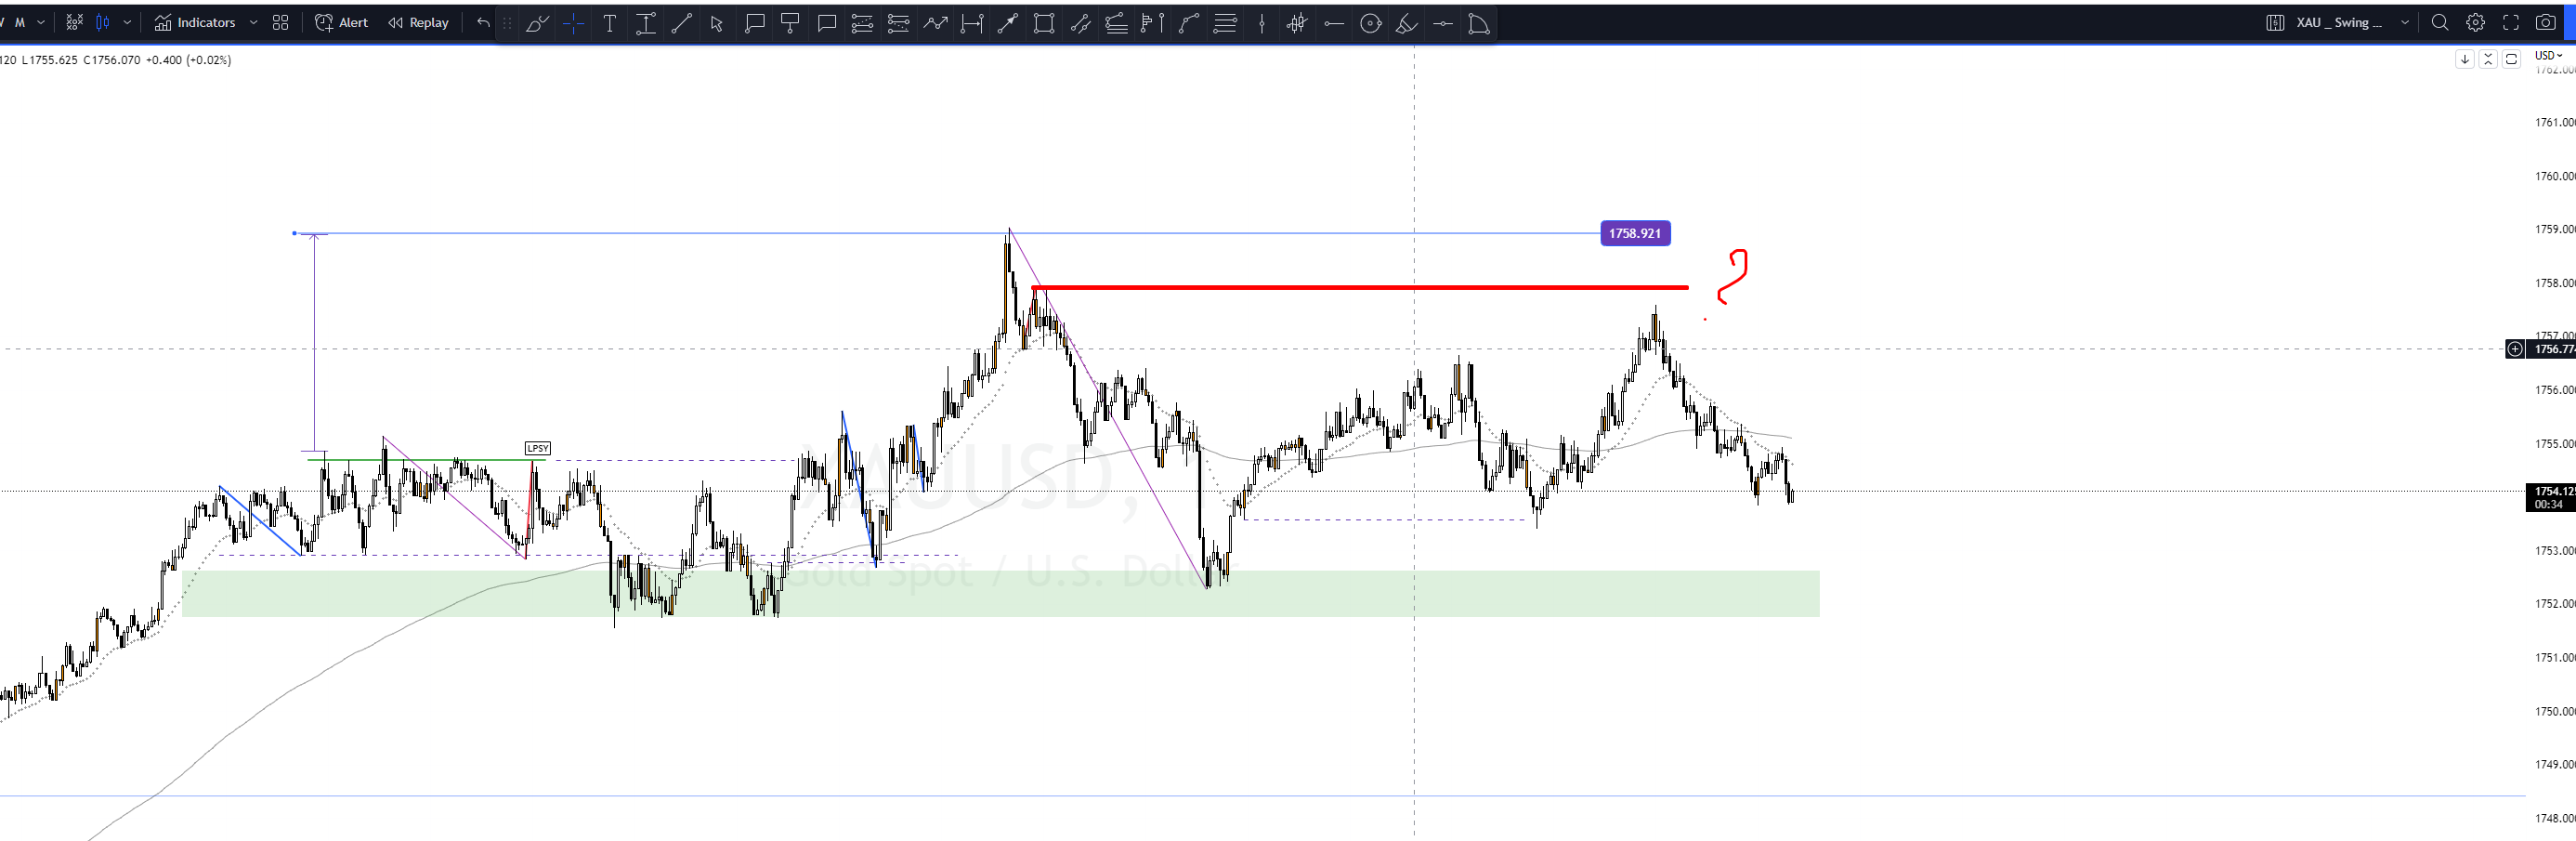 M
Indicators
Alert
Replay
XAU _ Swing ...
120 L1755.625 C1756.070 +0.400 (+0.02%)
USD
1762.00
1761.00
1760.00
1759.00
1758.921
1758.00
?
1757.00
1756.77
1756.00
1755.00
LPSY
XAUUSD,
1754.12
00:34
1753.00
Gold Spot / U.S. Dollar
1752.00
1751.00
1750.00
1749.00
1748.00